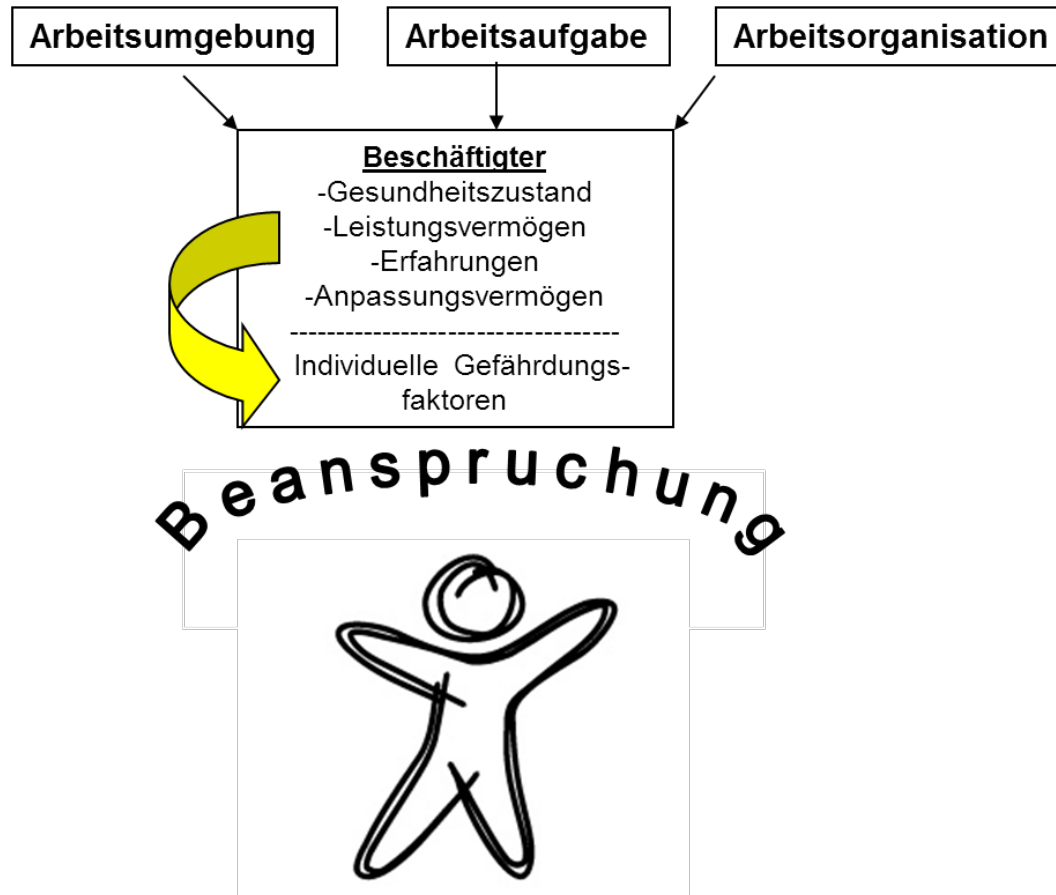 Arbeitsumgebung
Arbeitsaufgabe
Arbeitsorganisation
Beschäftigter
-Gesundheitszustand
-Leistungsvermögen
-Erfahrungen
-Anpassungsvermögen
------------------------------------
Individuelle Gefährdungs-
faktoren
Beanspruchung